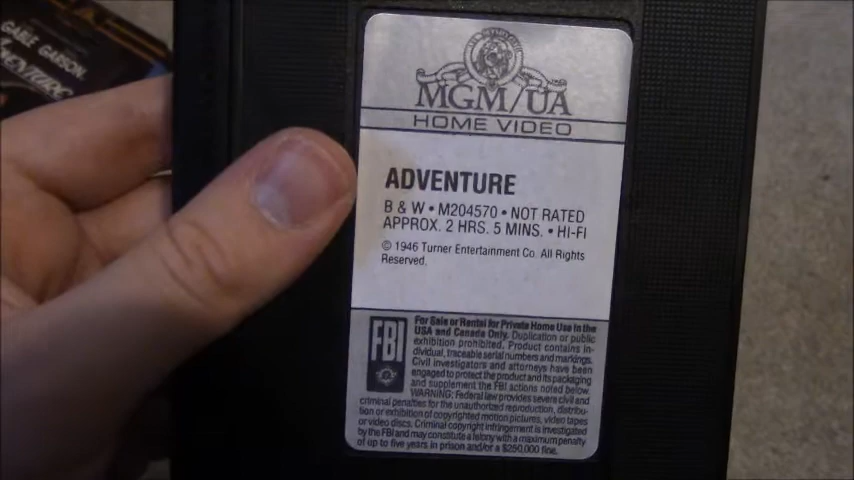 GABLE GARSON
ADVENTURE
MGM/UA
HOME VIDEO
ADVENTURE
B & W • M204570 • NOT RATED
APPROX. 2 HRS. 5 MINS. • HI-FI
© 1946 Turner Entertainment Co. All Rights
Reserved.
FBI
For Sale or Rental for Private Home Use in the
USA and Canada Only. Duplication or public
exhibition prohibited. Product contains in-
dividual, traceable serial numbers and markings.
Civil investigators and attorneys have been
engaged to protect the product and its packaging
and supplement the FBI actions noted below.
WARNING: Federal law provides severe civil and
criminal penalties for the unauthorized reproduction, distribu-
tion or exhibition of copyrighted motion pictures, video tapes
or video discs. Criminal copyright infringement is investigated
by the FBI and may constitute a felony with a maximum penalty
of up to five years in prison and/or a $250,000 fine.